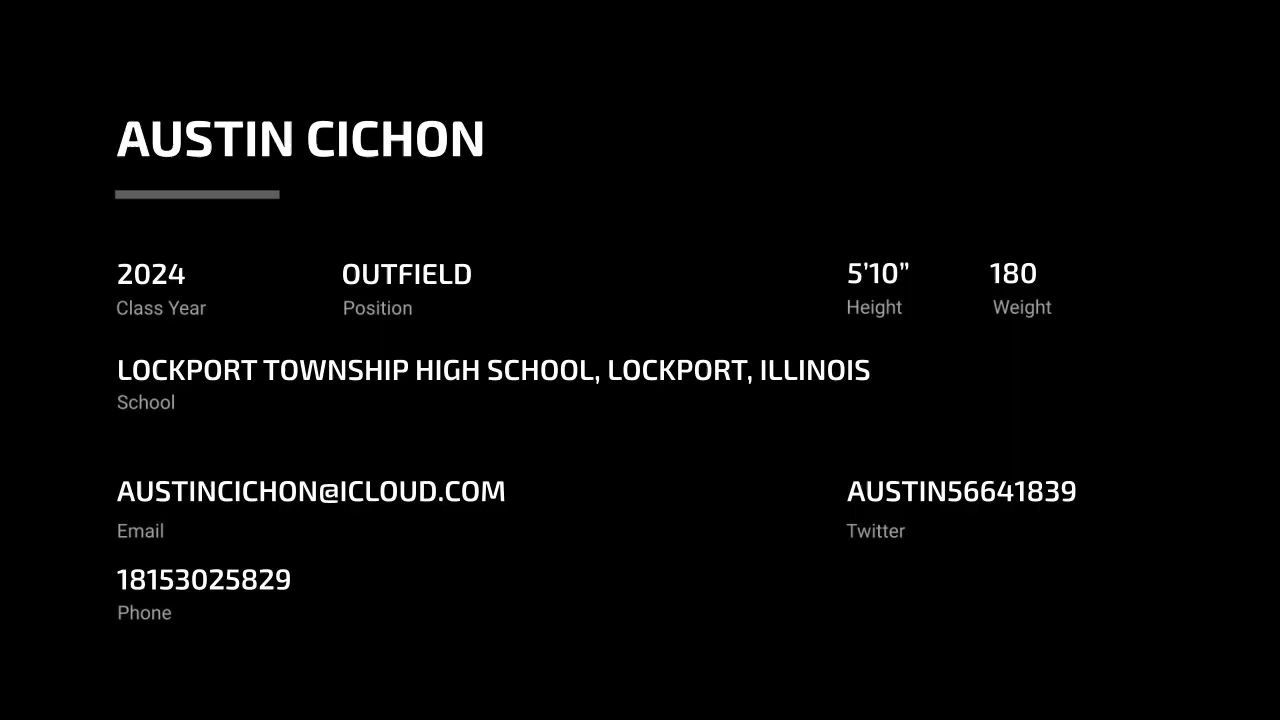 AUSTIN CICHON
2024 OUTFIELD 5’10” 180
Class Year Position Height Weight
LOCKPORT TOWNSHIP HIGH SCHOOL, LOCKPORT, ILLINOIS
School
AUSTINCICHON@ICLOUD.COM AUSTIN56641839
Email Twitter
18153025829
Phone